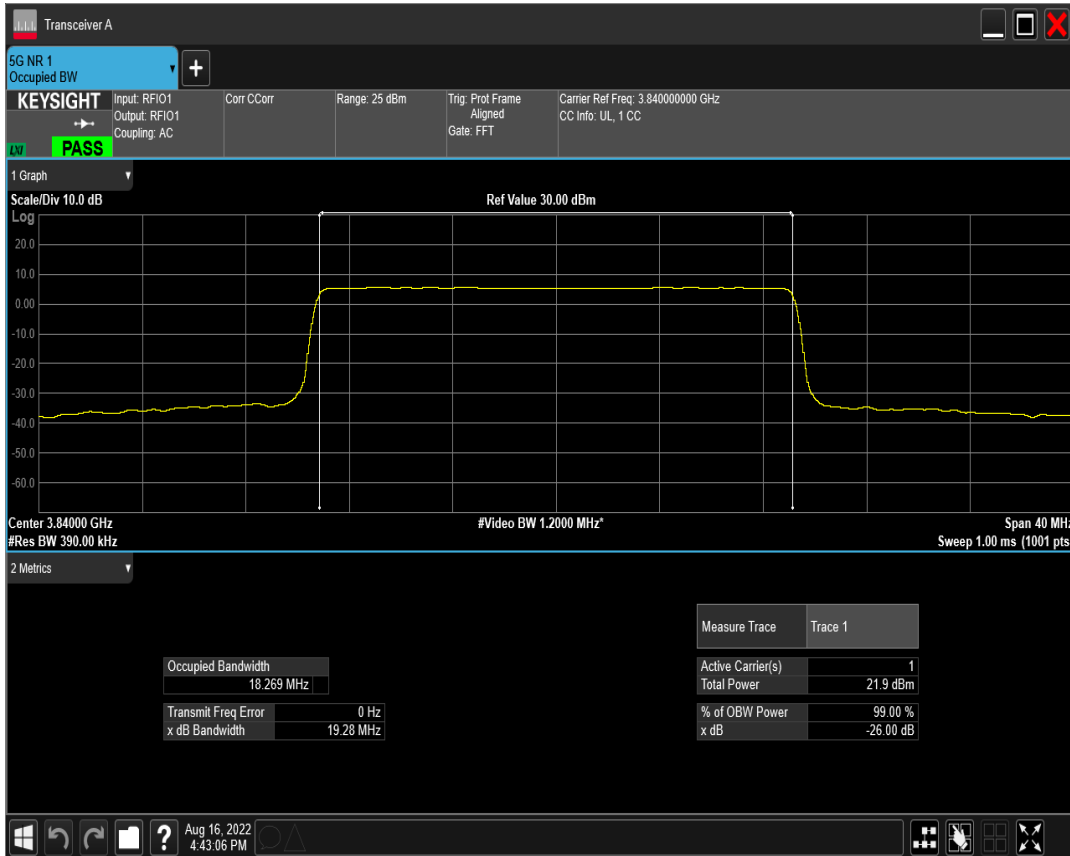 Transceiver A
5G NR 1
Occupied BW
+
KEYSIGHT
LXI
PASS
Input: RFIO1
Output: RFIO1
Coupling: AC
Corr CCorr
Range: 25 dBm
Trig: Prot Frame
Aligned
Gate: FFT
Carrier Ref Freq: 3.840000000 GHz
CC Info: UL, 1 CC
1 Graph
Scale/Div 10.0 dB
Ref Value 30.00 dBm
Log
20.0
10.0
0.00
-10.0
-20.0
-30.0
-40.0
-50.0
-60.0
Center 3.84000 GHz
#Video BW 1.2000 MHz*
Span 40 MHz
#Res BW 390.00 kHz
Sweep 1.00 ms (1001 pts
2 Metrics
Measure Trace Trace 1
Occupied Bandwidth
18.269 MHz
Active Carrier(s) 1
Total Power 21.9 dBm
Transmit Freq Error 0 Hz
x dB Bandwidth 19.28 MHz
% of OBW Power 99.00 %
x dB -26.00 dB
?
Aug 16, 2022
4:43:06 PM